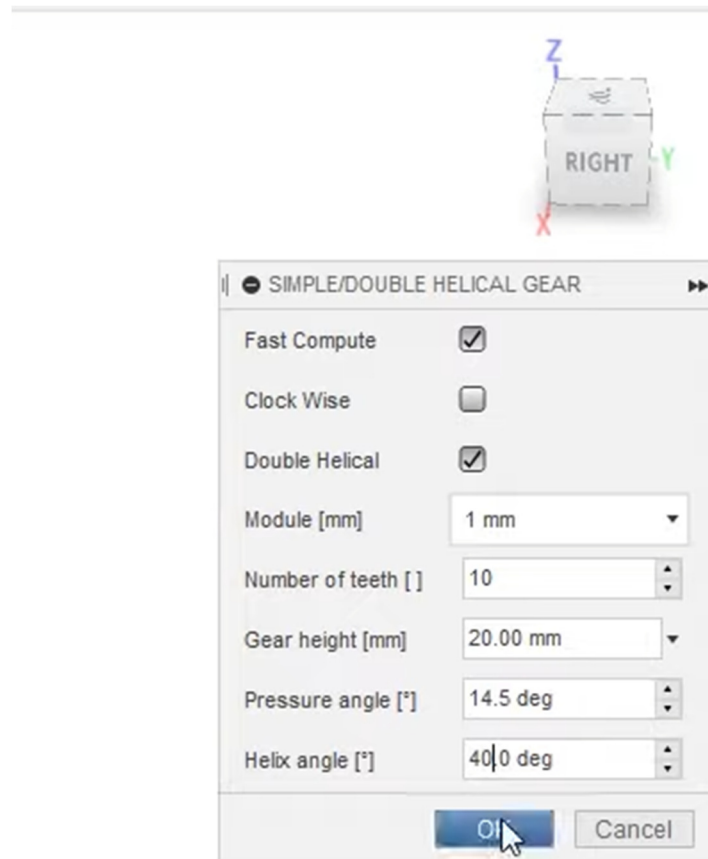 Z
RIGHT
Y
X
SIMPLE/DOUBLE HELICAL GEAR
Fast Compute
Clock Wise
Double Helical
Module [mm] 1 mm
Number of teeth [ ] 10
Gear height [mm] 20.00 mm
Pressure angle [°] 14.5 deg
Helix angle [°] 40.0 deg
OK Cancel